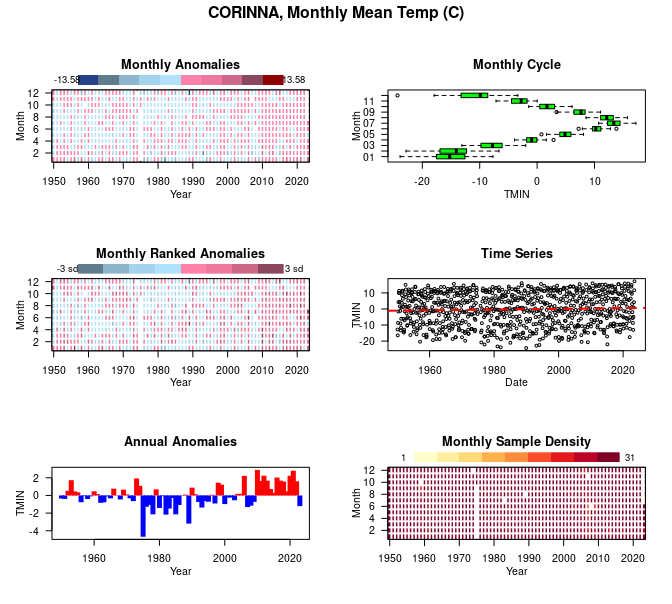 CORINNA, Monthly Mean Temp (C)
Monthly Anomalies
-13.58 13.58
12
10
8
6
4
2
Month
1950 1960 1970 1980 1990 2000 2010 2020
Year
Monthly Cycle
11
09
07
05
03
01
Month
-20 -10 0 10
TMIN
Monthly Ranked Anomalies
-3 sd 3 sd
12
10
8
6
4
2
Month
1950 1960 1970 1980 1990 2000 2010 2020
Year
Time Series
10
0
-10
-20
TMIN
1960 1980 2000 2020
Date
Annual Anomalies
2
0
-2
-4
TMIN
1960 1980 2000 2020
Year
Monthly Sample Density
1 31
12
10
8
6
4
2
Month
1950 1960 1970 1980 1990 2000 2010 2020
Year